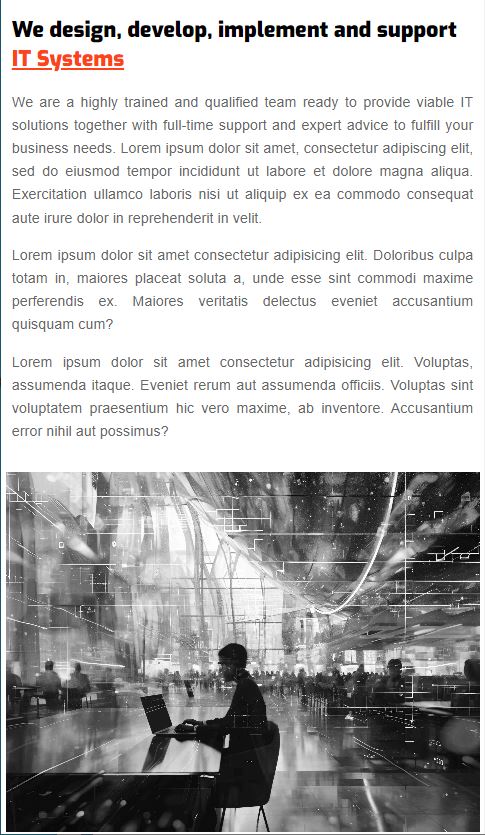 We design, develop, implement and support
IT Systems
We are a highly trained and qualified team ready to provide viable IT
solutions together with full-time support and expert advice to fulfill your
business needs. Lorem ipsum dolor sit amet, consectetur adipiscing elit,
sed do eiusmod tempor incididunt ut labore et dolore magna aliqua.
Exercitation ullamco laboris nisi ut aliquip ex ea commodo consequat
aute irure dolor in reprehenderit in velit.
Lorem ipsum dolor sit amet consectetur adipisicing elit. Doloribus culpa
totam in, maiores placeat soluta a, unde esse sint commodi maxime
perferendis ex. Maiores veritatis delectus eveniet accusantium
quisquam cum?
Lorem ipsum dolor sit amet consectetur adipisicing elit. Voluptas,
assumenda itaque. Eveniet rerum aut assumenda officiis. Voluptas sint
voluptatem praesentium hic vero maxime, ab inventore. Accusamus
error nihil aut possimus?